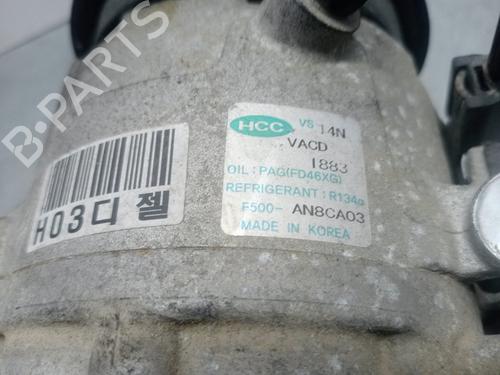 B-PARTS
HCC VS 14N
VACD
1883
OIL : PAG(FD46XG)
REFRIGERANT : R134a
F500- AN8CA03
MADE IN KOREA
H03디젤